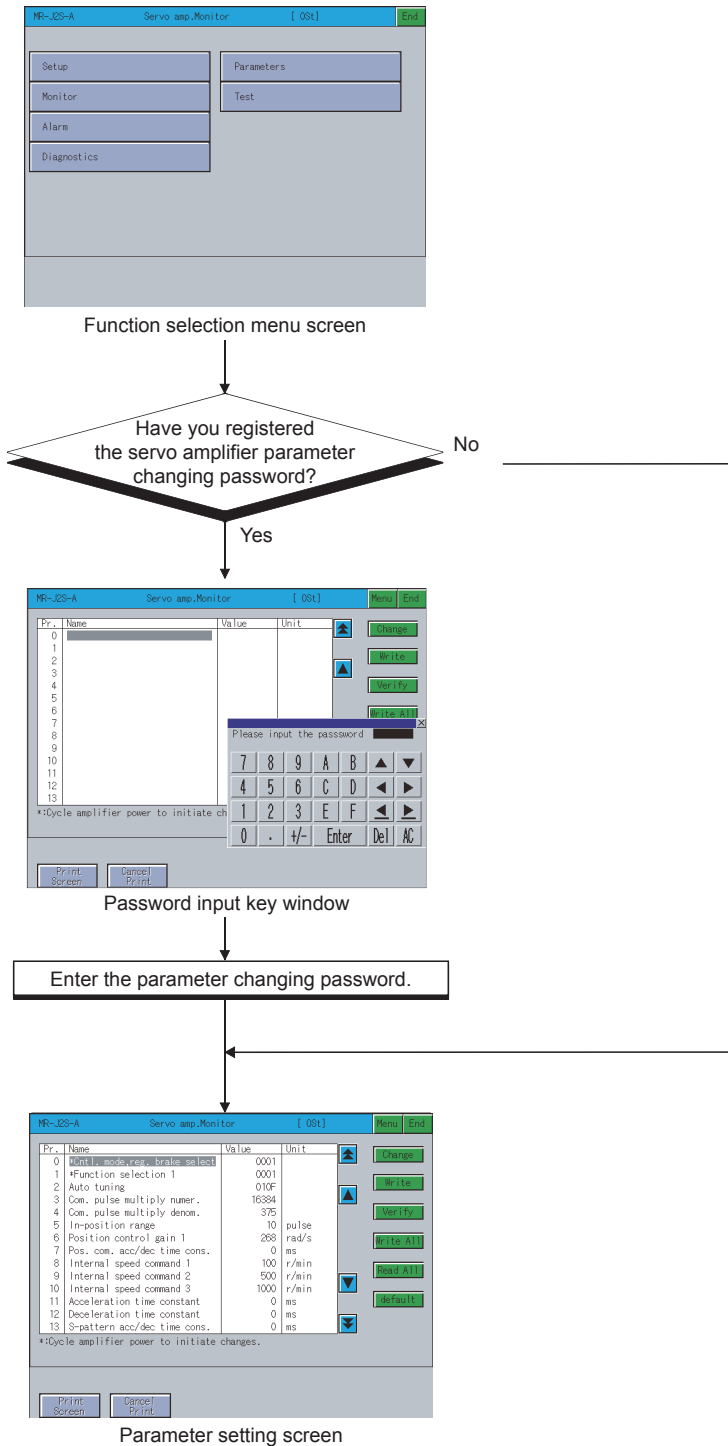 MR-J2S-A Servo amp.Monitor [ 0St] End
Setup Parameters
Monitor Test
Alarm
Diagnostics
Function selection menu screen
Have you registered
the servo amplifier parameter
changing password?
No
Yes
MR-J2S-A Servo amp.Monitor [ 0St] Menu End
Pr. Name Value Unit
0
1
2
3
4
5
6
7
8
9
10
11
12
13
Change
Write
Verify
Write All
Please input the passsword
7 8 9 A B ▲ ▼
4 5 6 C D ◀ ▶
1 2 3 E F ◀ ▶
0 . +/- Enter Del AC
*:Cycle amplifier power to initiate ch
Print Screen Cancel Print
Password input key window
Enter the parameter changing password.
MR-J2S-A Servo amp.Monitor [ 0St] Menu End
Pr. Name Value Unit
0 *Cntl. mode,reg. brake select 0001
1 *Function selection 1 0001
2 Auto tuning 010F
3 Com. pulse multiply numer. 16384
4 Com. pulse multiply denom. 375
5 In-position range 10 pulse
6 Position control gain 1 268 rad/s
7 Pos. com. acc/dec time cons. 0 ms
8 Internal speed command 1 100 r/min
9 Internal speed command 2 500 r/min
10 Internal speed command 3 1000 r/min
11 Acceleration time constant 0 ms
12 Deceleration time constant 0 ms
13 S-pattern acc/dec time cons. 0 ms
Change
Write
Verify
Write All
Read All
default
*:Cycle amplifier power to initiate changes.
Print Screen Cancel Print
Parameter setting screen